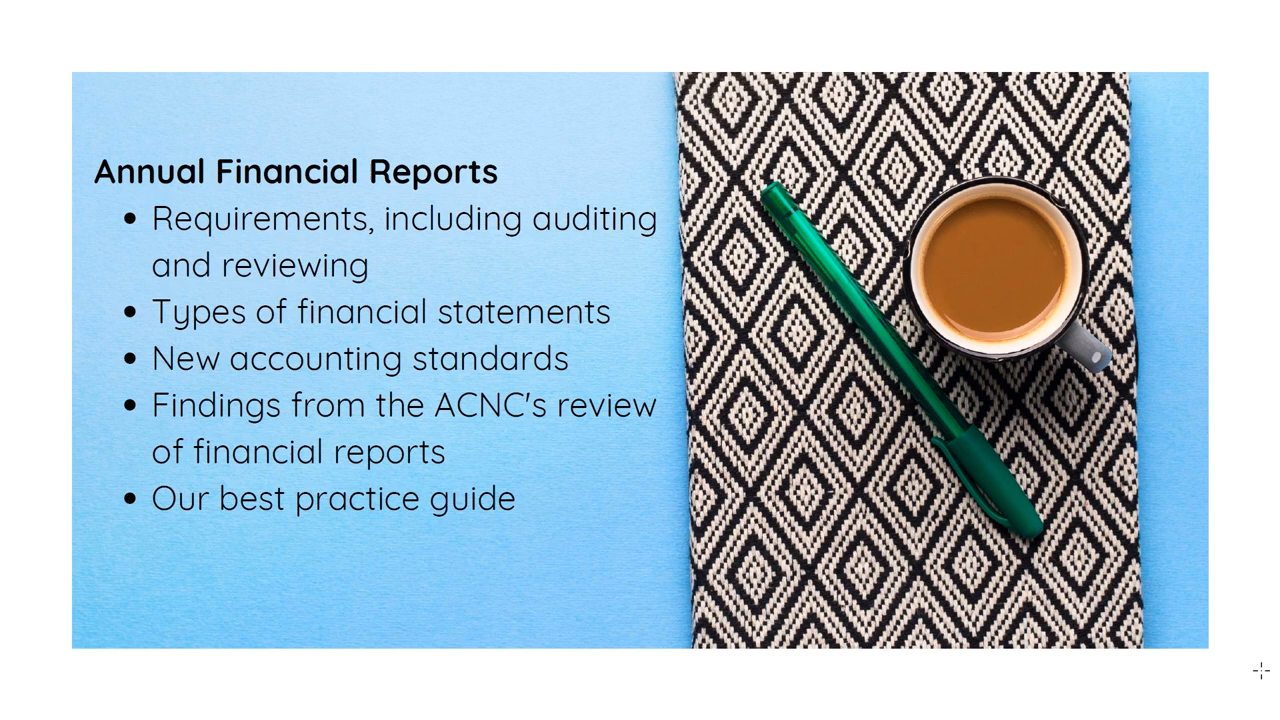 Annual Financial Reports
• Requirements, including auditing
and reviewing
• Types of financial statements
• New accounting standards
• Findings from the ACNC's review
of financial reports
• Our best practice guide